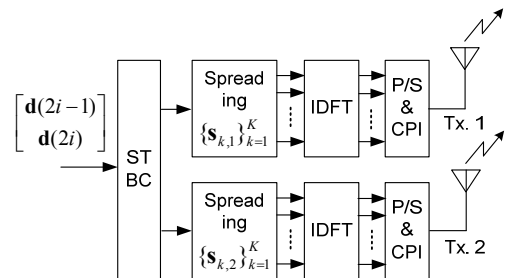 [d(2i−1)
d(2i)]
ST
BC
Spread
ing
{s_{k,1}}_{k=1}^{K}
IDFT
P/S
&
CPI
Tx. 1
Spread
ing
{s_{k,2}}_{k=1}^{K}
IDFT
P/S
&
CPI
Tx. 2